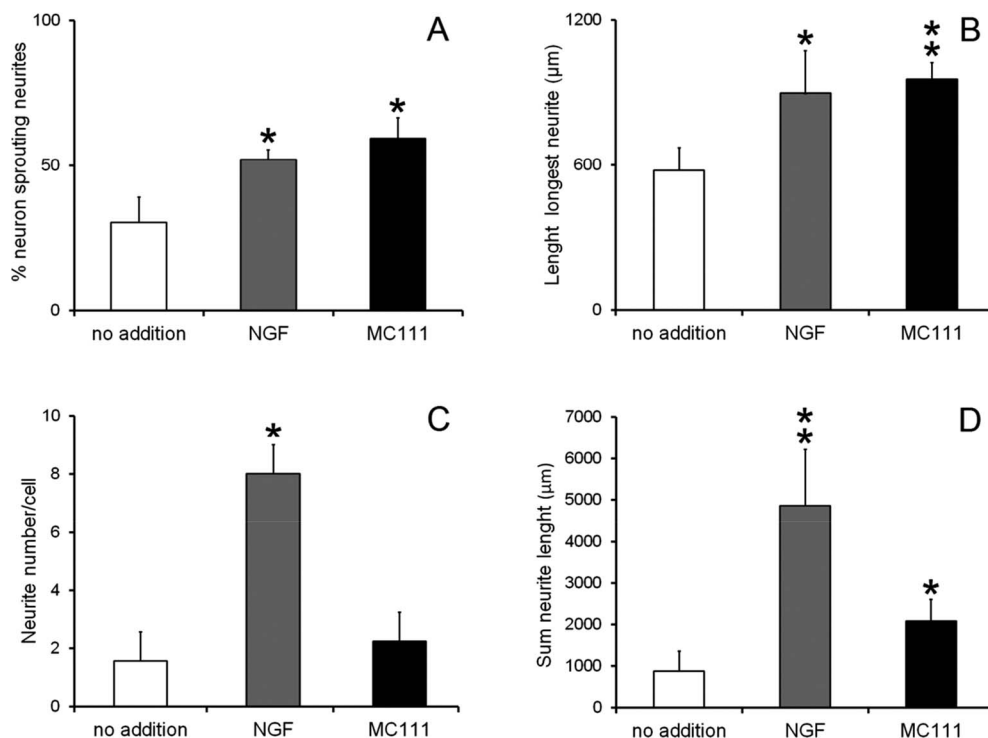 A
% neuron sprouting neurites
100
50
0
*
*
no addition NGF MC111
B
Lenght longest neurite (µm)
1200
600
0
*
*
*
no addition NGF MC111
C
Neurite number/cell
10
8
6
4
2
0
*
no addition NGF MC111
D
Sum neurite lenght (µm)
7000
6000
5000
4000
3000
2000
1000
0
*
*
*
no addition NGF MC111